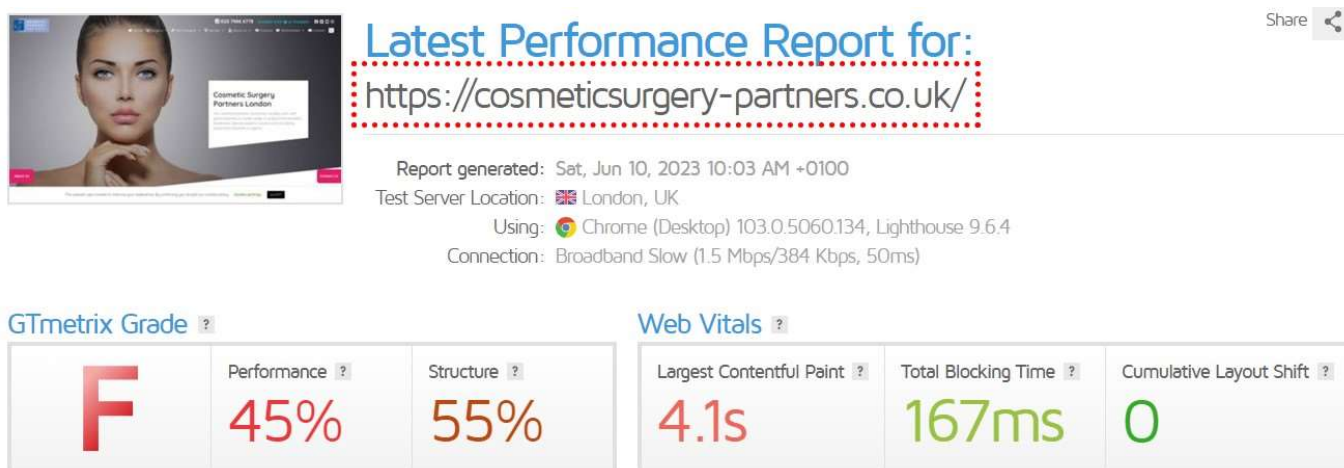 Share
Latest Performance Report for:
https://cosmeticsurgery-partners.co.uk/
Cosmetic Surgery
Partners London
Report generated: Sat, Jun 10, 2023 10:03 AM +0100
Test Server Location: London, UK
Using: Chrome (Desktop) 103.0.5060.134, Lighthouse 9.6.4
Connection: Broadband Slow (1.5 Mbps/384 Kbps, 50ms)
GTmetrix Grade ?
Web Vitals ?
F
Performance ?
45%
Structure ?
55%
Largest Contentful Paint ?
4.1s
Total Blocking Time ?
167ms
Cumulative Layout Shift ?
0